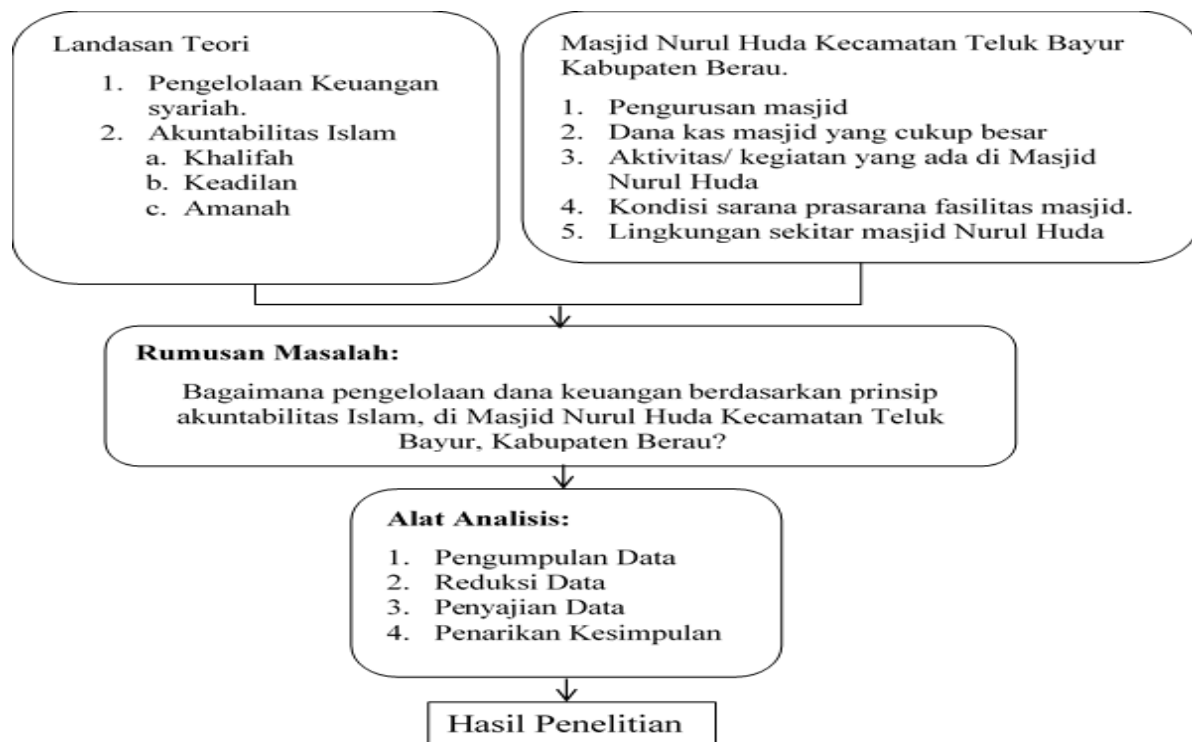 Landasan Teori
1. Pengelolaan Keuangan
syariah.
2. Akuntabilitas Islam
a. Khalifah
b. Keadilan
c. Amanah
Masjid Nurul Huda Kecamatan Teluk Bayur
Kabupaten Berau.
1. Pengurusan masjid
2. Dana kas masjid yang cukup besar
3. Aktivitas/ kegiatan yang ada di Masjid
Nurul Huda
4. Kondisi sarana prasarana fasilitas masjid.
5. Lingkungan sekitar masjid Nurul Huda
Rumusan Masalah:
Bagaimana pengelolaan dana keuangan berdasarkan prinsip
akuntabilitas Islam, di Masjid Nurul Huda Kecamatan Teluk
Bayur, Kabupaten Berau?
Alat Analisis:
1. Pengumpulan Data
2. Reduksi Data
3. Penyajian Data
4. Penarikan Kesimpulan
Hasil Penelitian